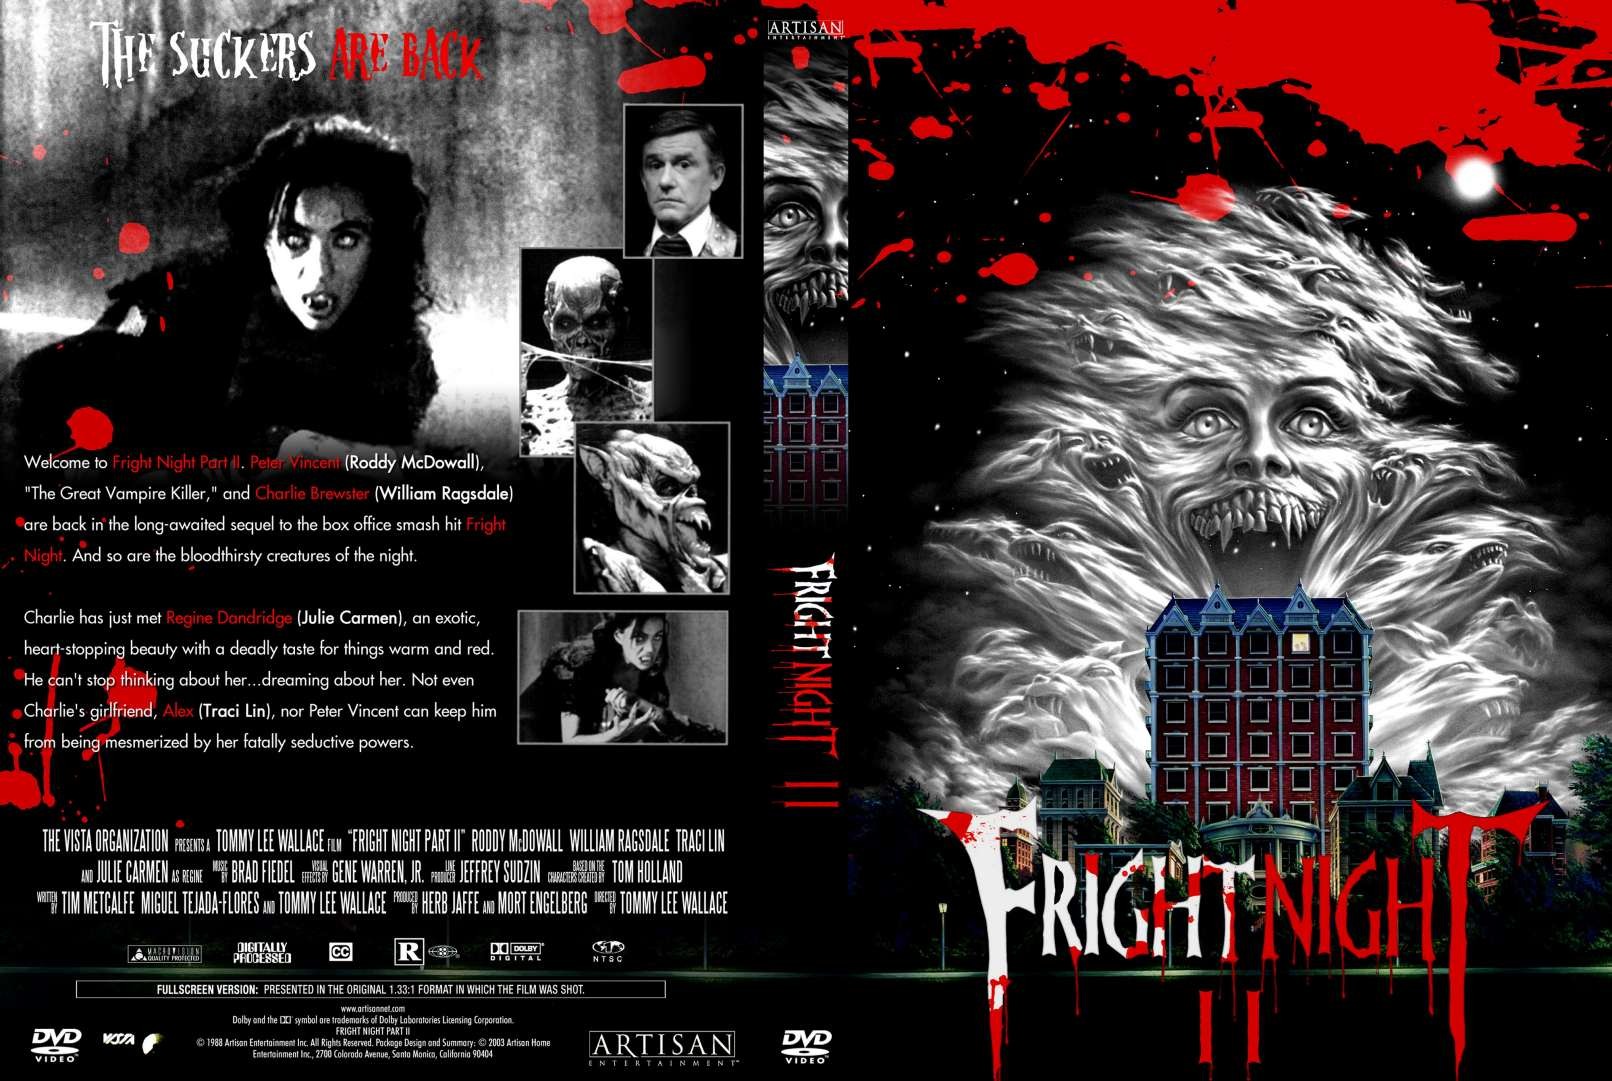 THE SUCKERS ARE BACK
Welcome to Fright Night Part II. Peter Vincent (Roddy McDowall),
"The Great Vampire Killer," and Charlie Brewster (William Ragsdale)
are back in the long-awaited sequel to the box office smash hit Fright
Night. And so are the bloodthirsty creatures of the night.
Charlie has just met Regine Dandridge (Julie Carmen), an exotic,
heart-stopping beauty with a deadly taste for things warm and red.
He can't stop thinking about her...dreaming about her. Not even
Charlie's girlfriend, Alex (Traci Lin), nor Peter Vincent can keep him
from being mesmerized by her fatally seductive powers.
THE VISTA ORGANIZATION PRESENTS A TOMMY LEE WALLACE FILM "FRIGHT NIGHT PART II" RODDY McDOWALL WILLIAM RAGSDALE TRACI LIN
AND JULIE CARMEN AS REGINE MUSIC BY BRAD FIEDEL VISUAL EFFECTS BY GENE WARREN, JR. LINE PRODUCER JEFFREY SUDZIN BASED ON THE CHARACTERS CREATED BY TOM HOLLAND
WRITTEN BY TIM METCALFE MIGUEL TEJADA-FLORES AND TOMMY LEE WALLACE PRODUCED BY HERB JAFFE AND MORT ENGELBERG DIRECTED BY TOMMY LEE WALLACE
MACROVISION QUALITY PROTECTED
DIGITALLY PROCESSED
CC
R
DOLBY DIGITAL
NTSC
FULLSCREEN VERSION: PRESENTED IN THE ORIGINAL 1.33:1 FORMAT IN WHICH THE FILM WAS SHOT.
www.artisannet.com
Dolby and the symbol are trademarks of Dolby Laboratories Licensing Corporation.
FRIGHT NIGHT PART II
© 1988 Artisan Entertainment Inc. All Rights Reserved. Package Design and Summary: © 2003 Artison Home
Entertainment Inc., 2700 Colorado Avenue, Santa Monica, California 90404
DVD VIDEO
VISTA
ARTISAN
ENTERTAINMENT™
ARTISAN
ENTERTAINMENT
FRIGHT NIGHT II
DVD VIDEO
FRIGHT NIGHT
II